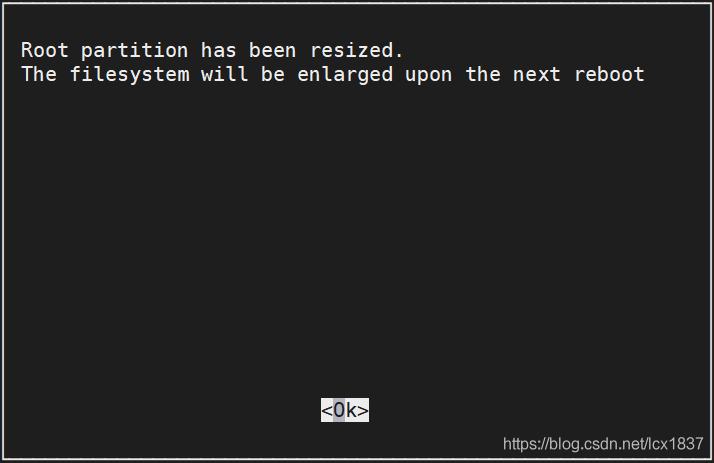 Root partition has been resized.
The filesystem will be enlarged upon the next reboot
<Ok>
https://blog.csdn.net/lcx1837